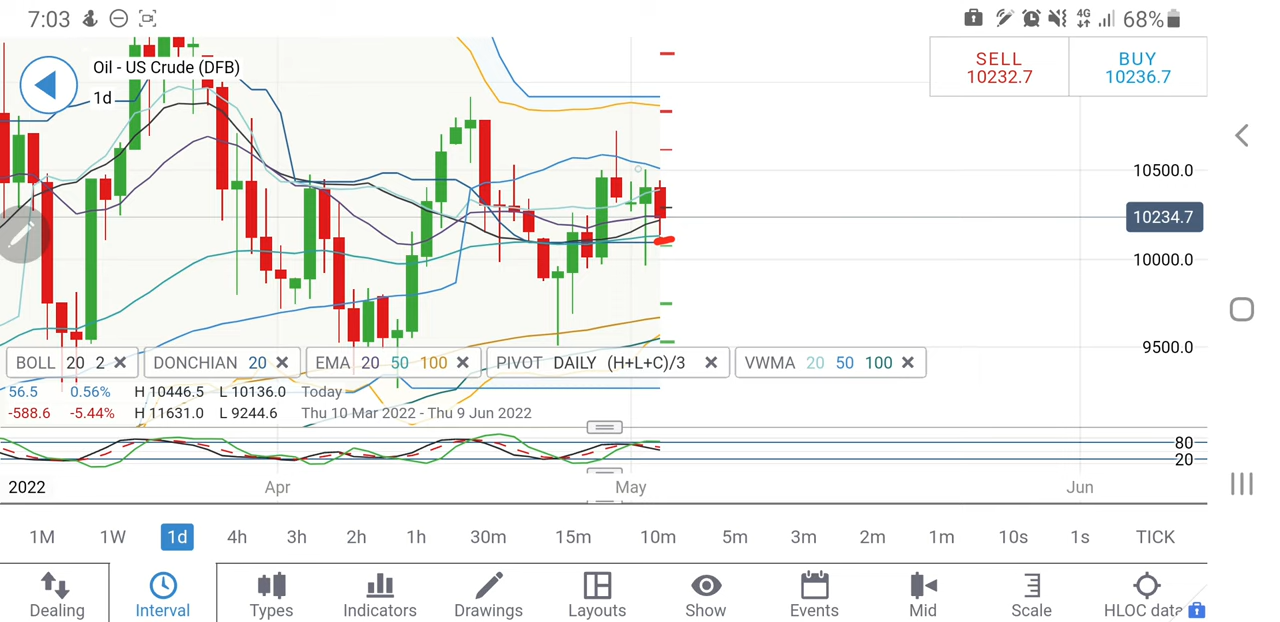 7:03 4G 68%
Oil - US Crude (DFB)
1d
SELL BUY
10232.7 10236.7
10500.0
10234.7
10000.0
9500.0
BOLL 20 2 DONCHIAN 20 EMA 20 50 100 PIVOT DAILY (H+L+C)/3 VWMA 20 50 100
56.5 0.56% H 10446.5 L 10136.0 Today
-588.6 -5.44% H 11631.0 L 9244.6 Thu 10 Mar 2022 - Thu 9 Jun 2022
80
20
2022 Apr May Jun
1M 1W 1d 4h 3h 2h 1h 30m 15m 10m 5m 3m 2m 1m 10s 1s TICK
Dealing Interval Types Indicators Drawings Layouts Show Events Mid Scale HLOC data